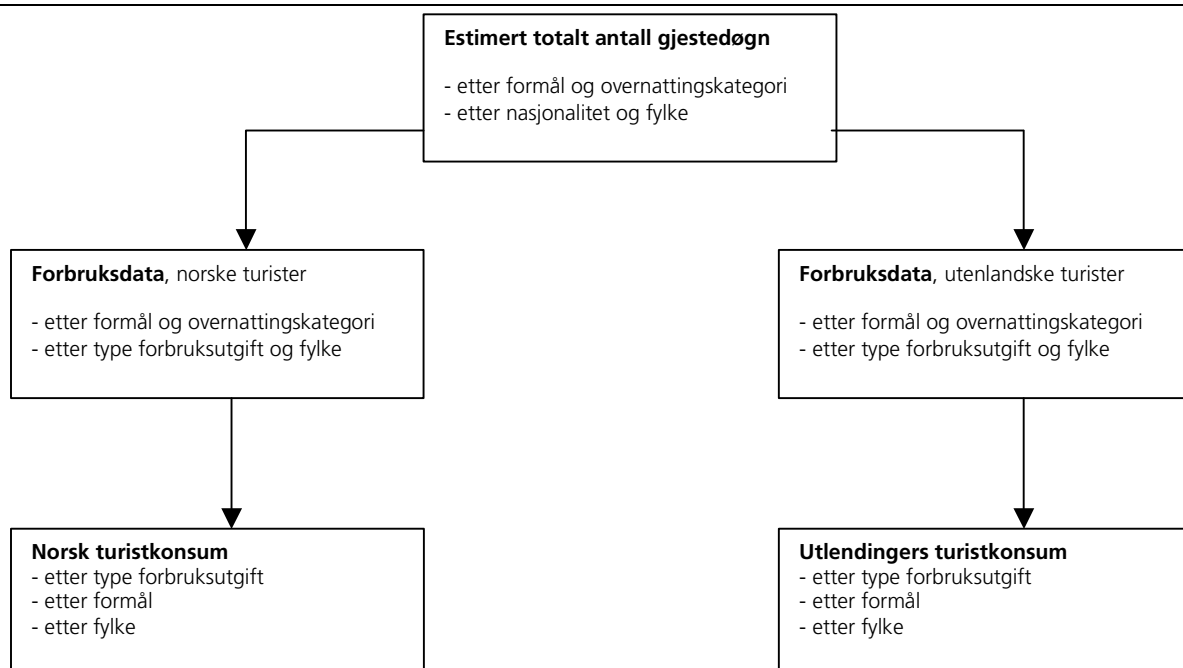 Estimert totalt antall gjestedøgn
- etter formål og overnattingskategori
- etter nasjonalitet og fylke
Forbruksdata, norske turister
- etter formål og overnattingskategori
- etter type forbruksutgift og fylke
Forbruksdata, utenlandske turister
- etter formål og overnattingskategori
- etter type forbruksutgift og fylke
Norsk turistkonsum
- etter type forbruksutgift
- etter formål
- etter fylke
Utlendingers turistkonsum
- etter type forbruksutgift
- etter formål
- etter fylke